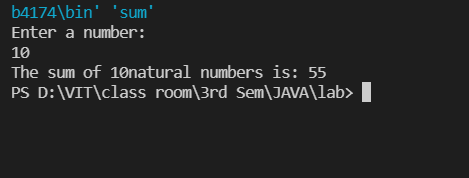 b4174\bin' 'sum'
Enter a number:
10
The sum of 10natural numbers is: 55
PS D:\VIT\class room\3rd Sem\JAVA\lab>